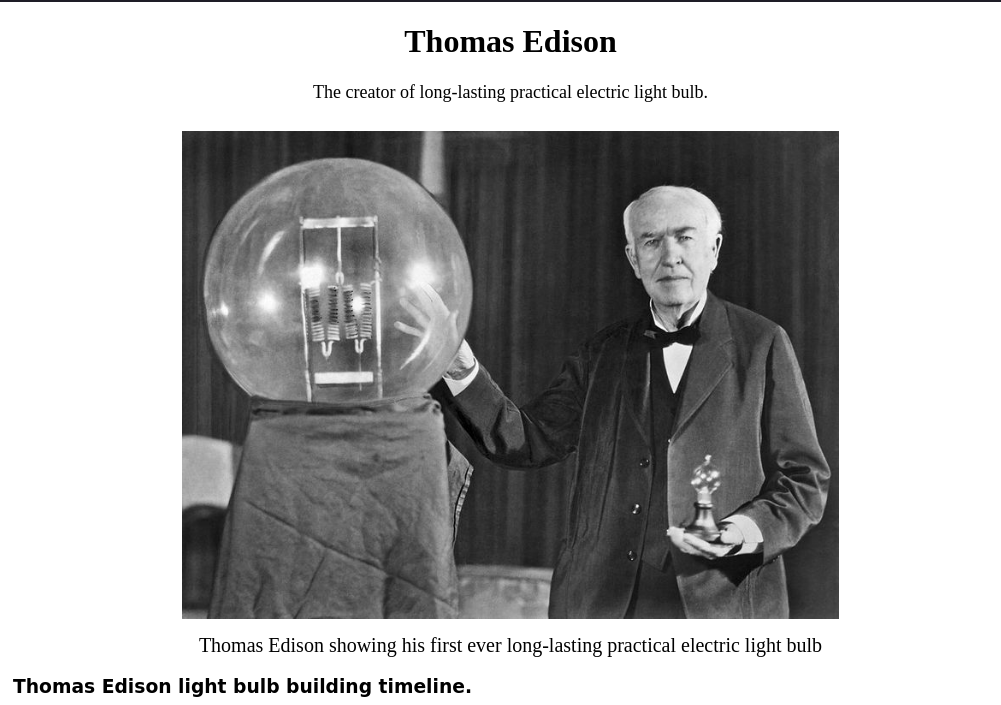 Thomas Edison
The creator of long-lasting practical electric light bulb.
Thomas Edison showing his first ever long-lasting practical electric light bulb
Thomas Edison light bulb building timeline.